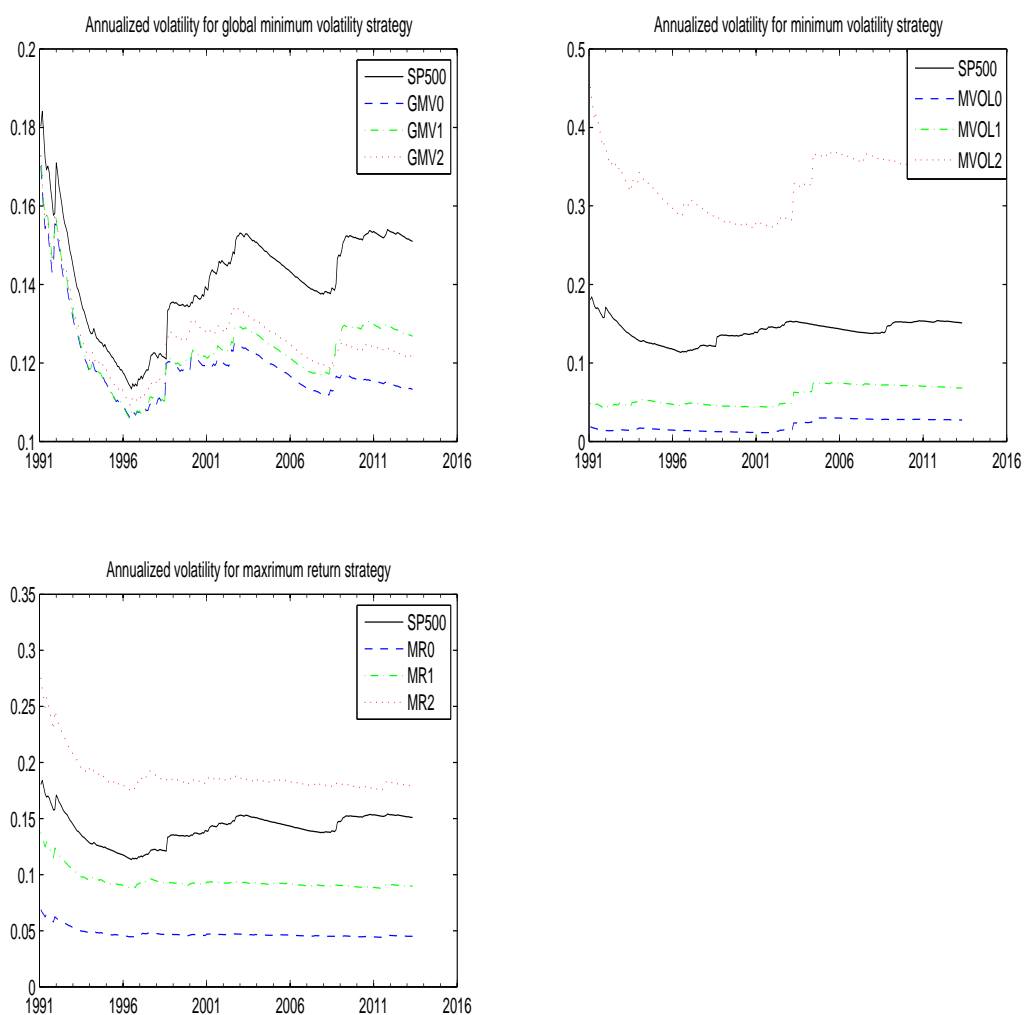 Annualized volatility for global minimum volatility strategy
0.2
0.18
0.16
0.14
0.12
0.1
1991 1996 2001 2006 2011 2016
SP500
GMV0
GMV1
GMV2
Annualized volatility for minimum volatility strategy
0.5
0.4
0.3
0.2
0.1
0
1991 1996 2001 2006 2011 2016
SP500
MVOL0
MVOL1
MVOL2
Annualized volatility for maxrimum return strategy
0.35
0.3
0.25
0.2
0.15
0.1
0.05
0
1991 1996 2001 2006 2011 2016
SP500
MR0
MR1
MR2